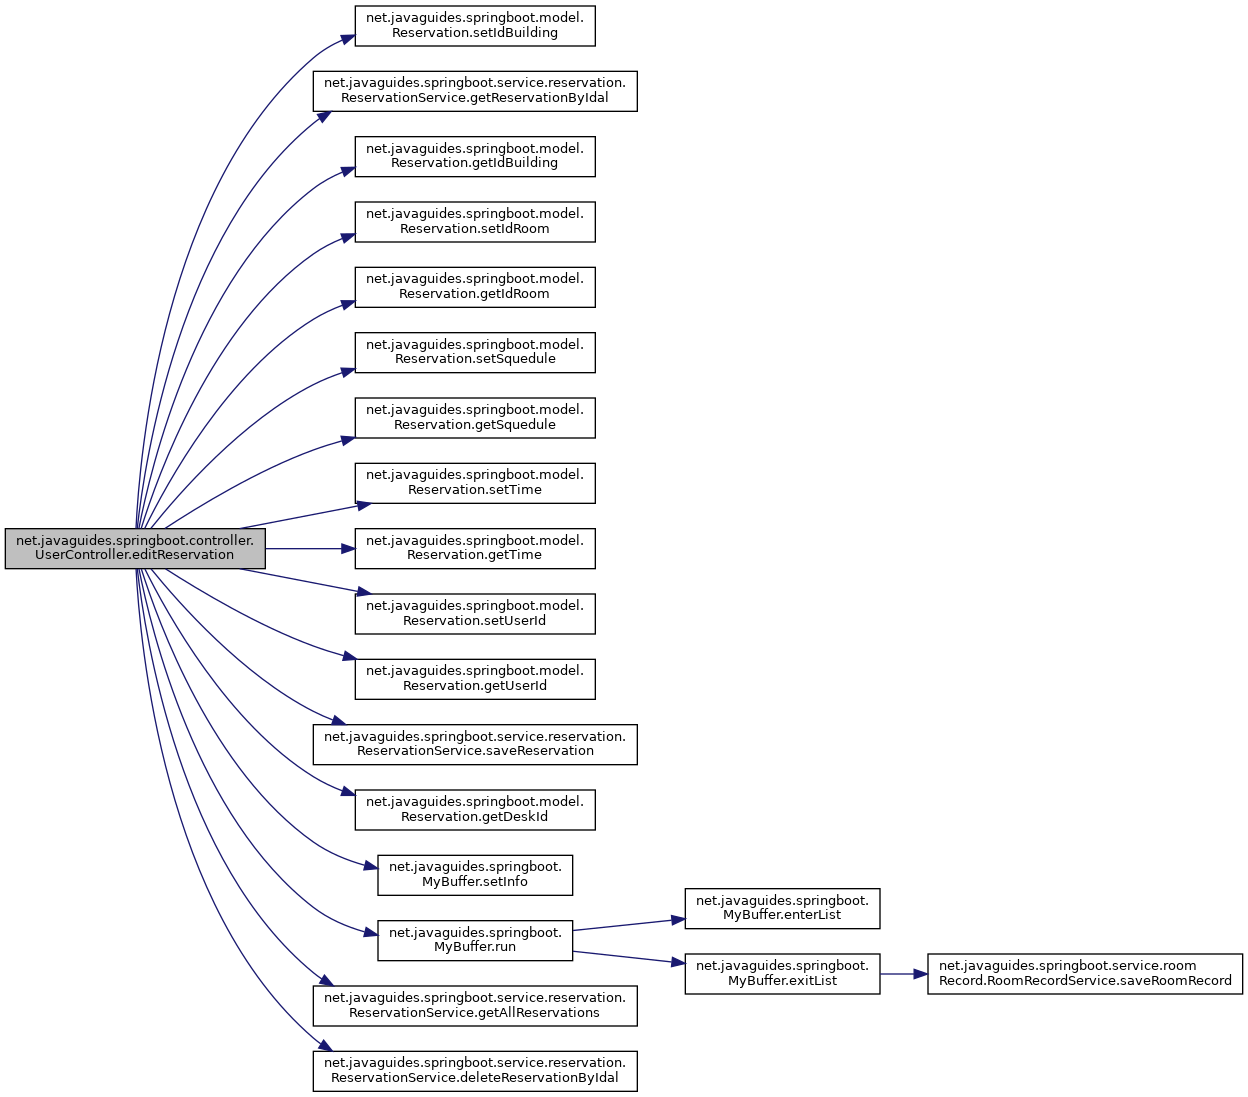 net.javaguides.springboot.model.
Reservation.setIdBuilding
net.javaguides.springboot.service.reservation.
ReservationService.getReservationByIdal
net.javaguides.springboot.model.
Reservation.getIdBuilding
net.javaguides.springboot.model.
Reservation.setIdRoom
net.javaguides.springboot.model.
Reservation.getIdRoom
net.javaguides.springboot.model.
Reservation.setSquedule
net.javaguides.springboot.model.
Reservation.getSquedule
net.javaguides.springboot.model.
Reservation.setTime
net.javaguides.springboot.controller.
UserController.editReservation
net.javaguides.springboot.model.
Reservation.getTime
net.javaguides.springboot.model.
Reservation.setUserId
net.javaguides.springboot.model.
Reservation.getUserId
net.javaguides.springboot.service.reservation.
ReservationService.saveReservation
net.javaguides.springboot.model.
Reservation.getDeskId
net.javaguides.springboot.
MyBuffer.setInfo
net.javaguides.springboot.
MyBuffer.run
net.javaguides.springboot.
MyBuffer.enterList
net.javaguides.springboot.
MyBuffer.exitList
net.javaguides.springboot.service.room
Record.RoomRecordService.saveRoomRecord
net.javaguides.springboot.service.reservation.
ReservationService.getAllReservations
net.javaguides.springboot.service.reservation.
ReservationService.deleteReservationByIdal